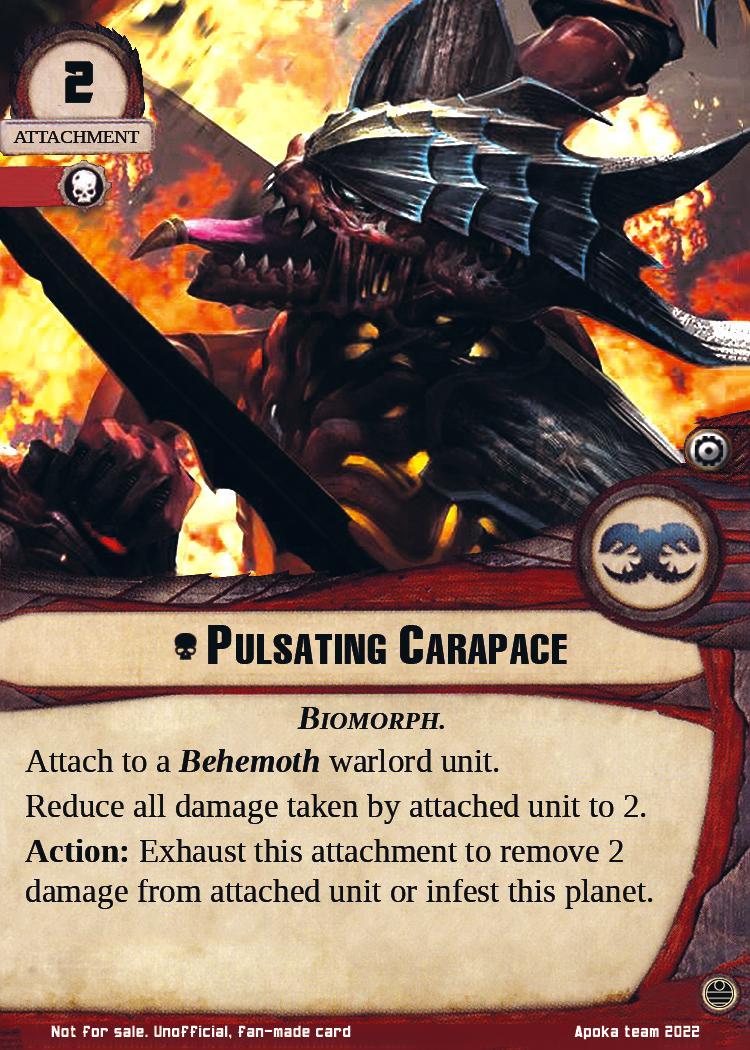 2
ATTACHMENT
PULSATING CARAPACE
BIOMORPH.
Attach to a Behemoth warlord unit.
Reduce all damage taken by attached unit to 2.
Action: Exhaust this attachment to remove 2
damage from attached unit or infest this planet.
Not for sale. Unofficial, fan-made card
Apoka team 2022